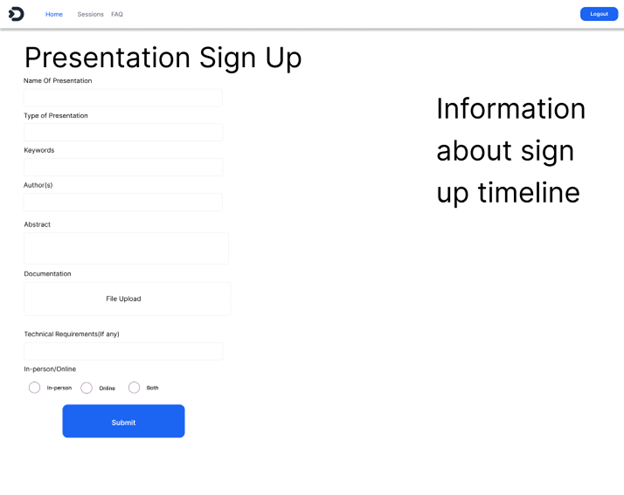 Home Sessions FAQ Logout
Presentation Sign Up
Name Of Presentation
Type of Presentation
Keywords
Author(s)
Abstract
Documentation
File Upload
Technical Requirements(If any)
In-person/Online
In-person Online Both
Submit
Information
about sign
up timeline